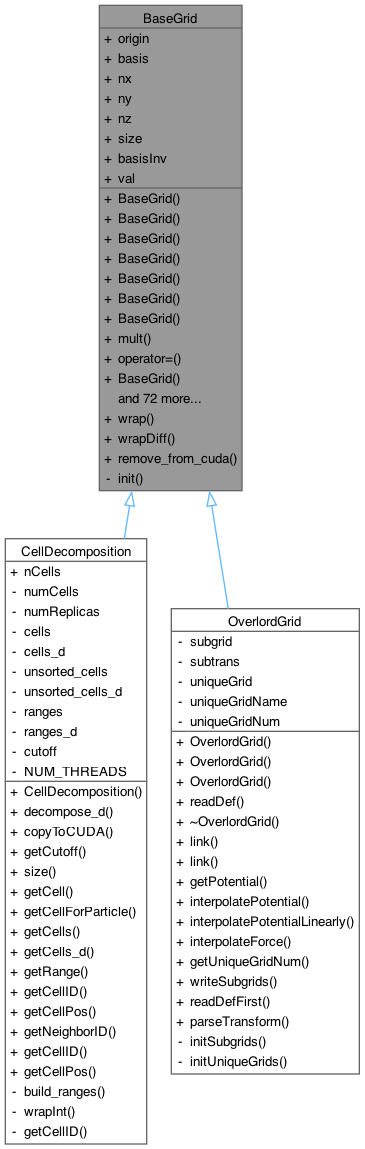 BaseGrid
+ origin
+ basis
+ nx
+ ny
+ nz
+ size
+ basisInv
+ val
+ BaseGrid()
+ BaseGrid()
+ BaseGrid()
+ BaseGrid()
+ BaseGrid()
+ BaseGrid()
+ BaseGrid()
+ mult()
+ operator=()
+ BaseGrid()
and 72 more...
+ wrap()
+ wrapDiff()
+ remove_from_cuda()
- init()
CellDecomposition
+ nCells
- numCells
- numReplicas
- cells
- cells_d
- unsorted_cells
- unsorted_cells_d
- ranges
- ranges_d
- cutoff
- NUM_THREADS
+ CellDecomposition()
+ decompose_d()
+ copyToCUDA()
+ getCutoff()
+ size()
+ getCell()
+ getCellForParticle()
+ getCells()
+ getCells_d()
+ getRange()
+ getCellID()
+ getCellPos()
+ getNeighborID()
+ getCellID()
+ getCellPos()
- build_ranges()
- wrapInt()
- getCellID()
OverlordGrid
- subgrid
- subtrans
- uniqueGrid
- uniqueGridName
- uniqueGridNum
+ OverlordGrid()
+ OverlordGrid()
+ OverlordGrid()
+ readDef()
+ ~OverlordGrid()
+ link()
+ link()
+ getPotential()
+ interpolatePotential()
+ interpolatePotentialLinearly()
+ interpolateForce()
+ getUniqueGridNum()
+ writeSubgrids()
+ readDefFirst()
+ parseTransform()
- initSubgrids()
- initUniqueGrids()